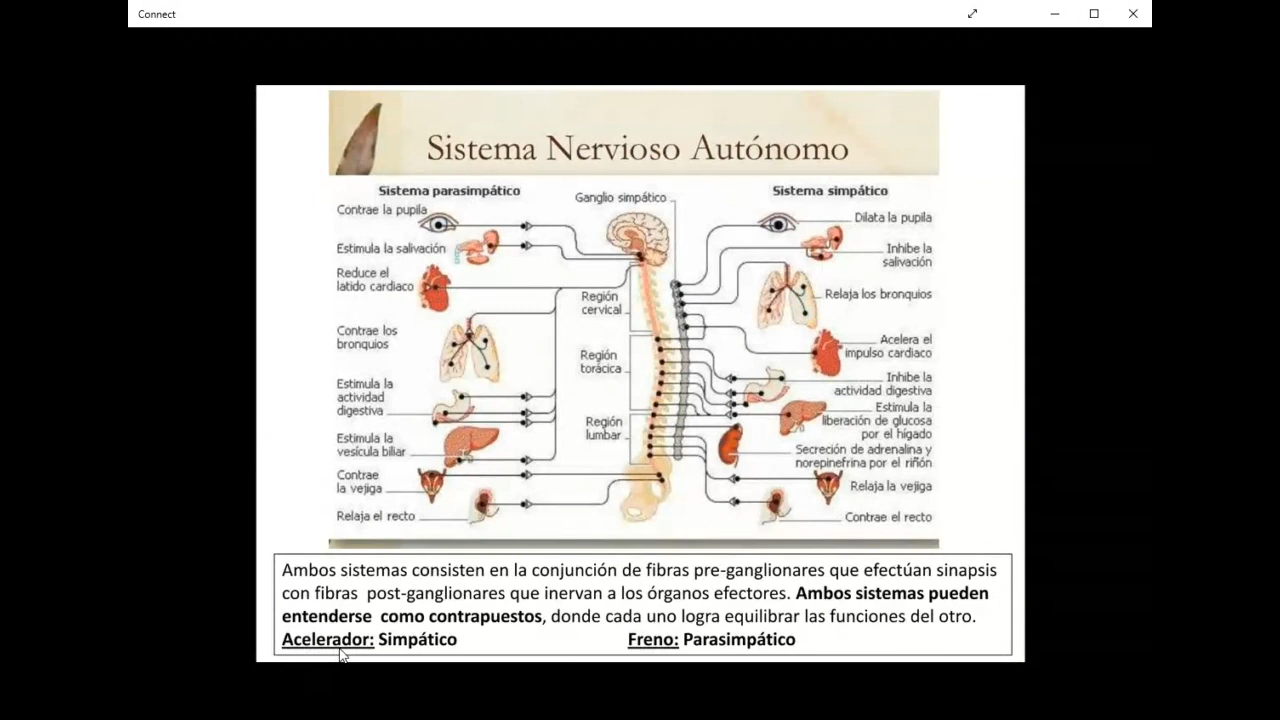 Connect
Sistema Nervioso Autónomo
Sistema parasimpático
Contrae la pupila
Estimula la salivación
Reduce el
latido cardiaco
Contrae los
bronquios
Estimula la
actividad
digestiva
Estimula la
vesícula biliar
Contrae
la vejiga
Relaja el recto
Ganglio simpático
Región
cervical
Región
torácica
Región
lumbar
Sistema simpático
Dilata la pupila
Inhibe la
salivación
Relaja los bronquios
Acelera el
impulso cardiaco
Inhibe la
actividad digestiva
Estimula la
liberación de glucosa
por el hígado
Secreción de adrenalina y
norepinefrina por el riñón
Relaja la vejiga
Contrae el recto
Ambos sistemas consisten en la conjunción de fibras pre-ganglionares que efectúan sinapsis
con fibras post-ganglionares que inervan a los órganos efectores. Ambos sistemas pueden
entenderse como contrapuestos, donde cada uno logra equilibrar las funciones del otro.
Acelerador: Simpático Freno: Parasimpático